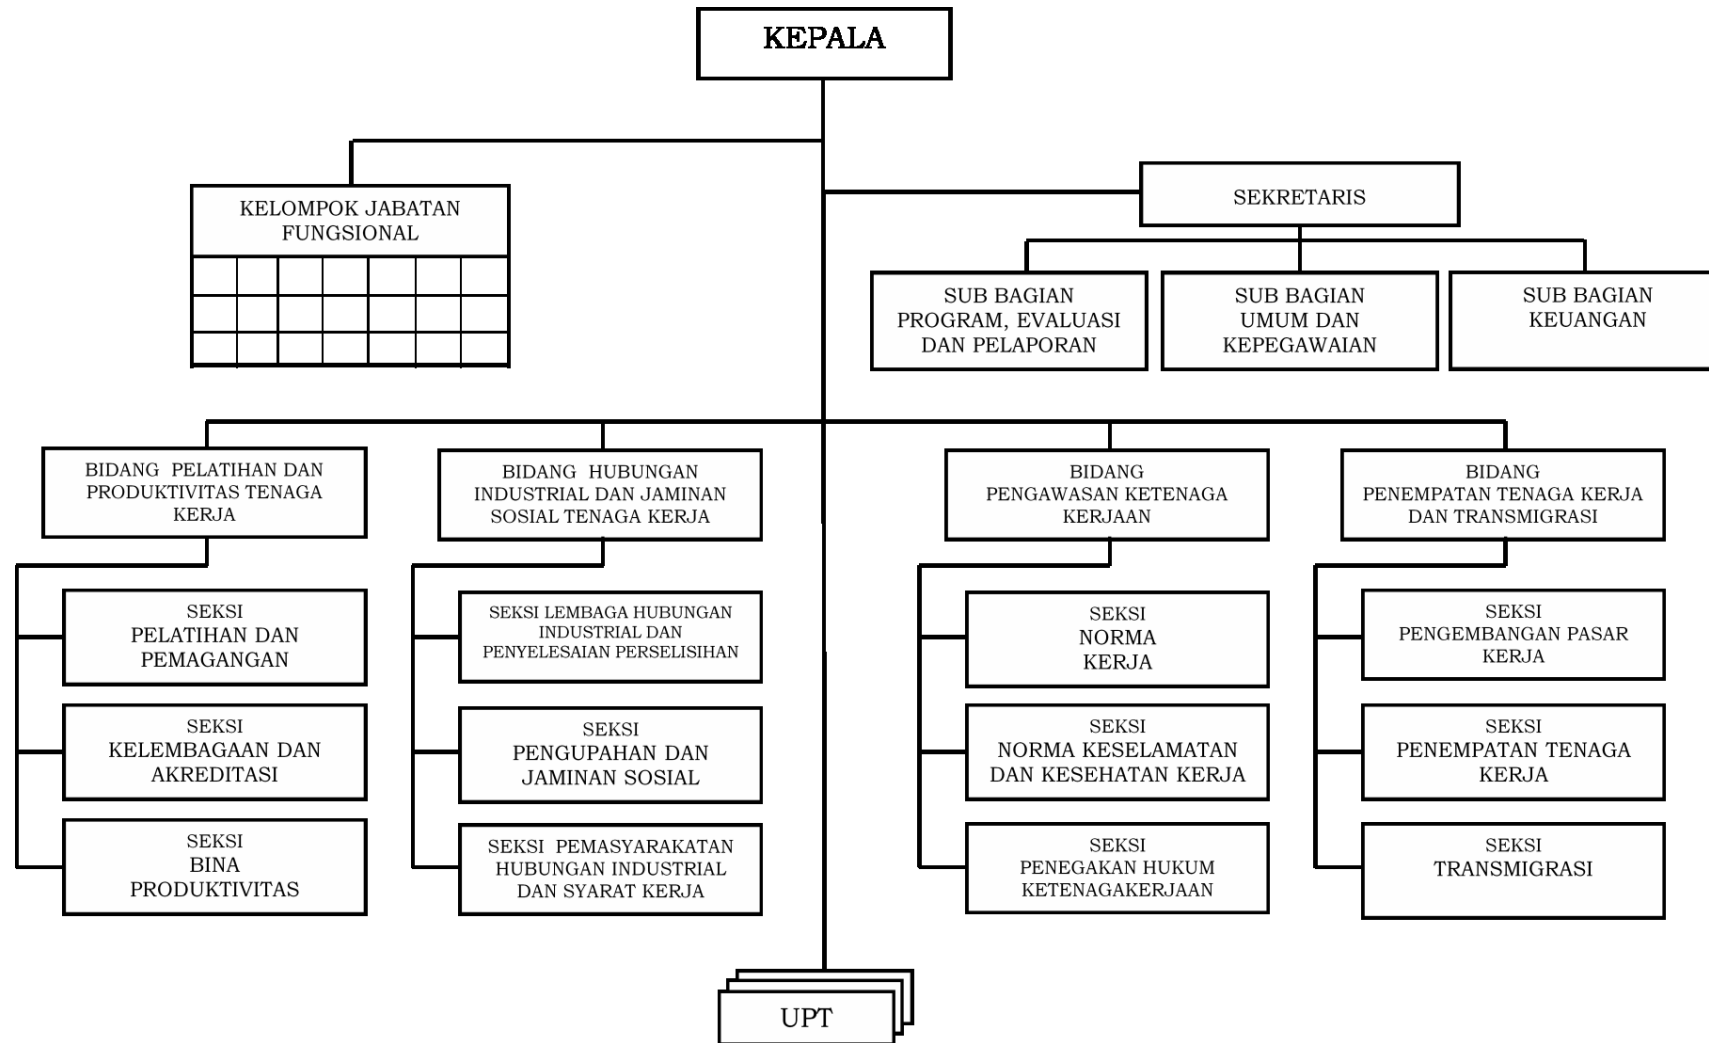 KEPALA
KELOMPOK JABATAN
FUNGSIONAL
SEKRETARIS
SUB BAGIAN
PROGRAM, EVALUASI
DAN PELAPORAN
SUB BAGIAN
UMUM DAN
KEPEGAWAIAN
SUB BAGIAN
KEUANGAN
BIDANG  PELATIHAN DAN
PRODUKTIVITAS TENAGA
KERJA
BIDANG  HUBUNGAN
INDUSTRIAL DAN JAMINAN
SOSIAL TENAGA KERJA
BIDANG
PENGAWASAN KETENAGA
KERJAAN
BIDANG
PENEMPATAN TENAGA KERJA
DAN TRANSMIGRASI
SEKSI
PELATIHAN DAN
PEMAGANGAN
SEKSI
KELEMBAGAAN DAN
AKREDITASI
SEKSI
BINA
PRODUKTIVITAS
SEKSI LEMBAGA HUBUNGAN
INDUSTRIAL DAN
PENYELESAIAN PERSELISIHAN
SEKSI
PENGUPAHAN DAN
JAMINAN SOSIAL
SEKSI  PEMASYARAKATAN
HUBUNGAN INDUSTRIAL
DAN SYARAT KERJA
SEKSI
NORMA
KERJA
SEKSI
NORMA KESELAMATAN
DAN KESEHATAN KERJA
SEKSI
PENEGAKAN HUKUM
KETENAGAKERJAAN
SEKSI
PENGEMBANGAN PASAR
KERJA
SEKSI
PENEMPATAN TENAGA
KERJA
SEKSI
TRANSMIGRASI
UPT